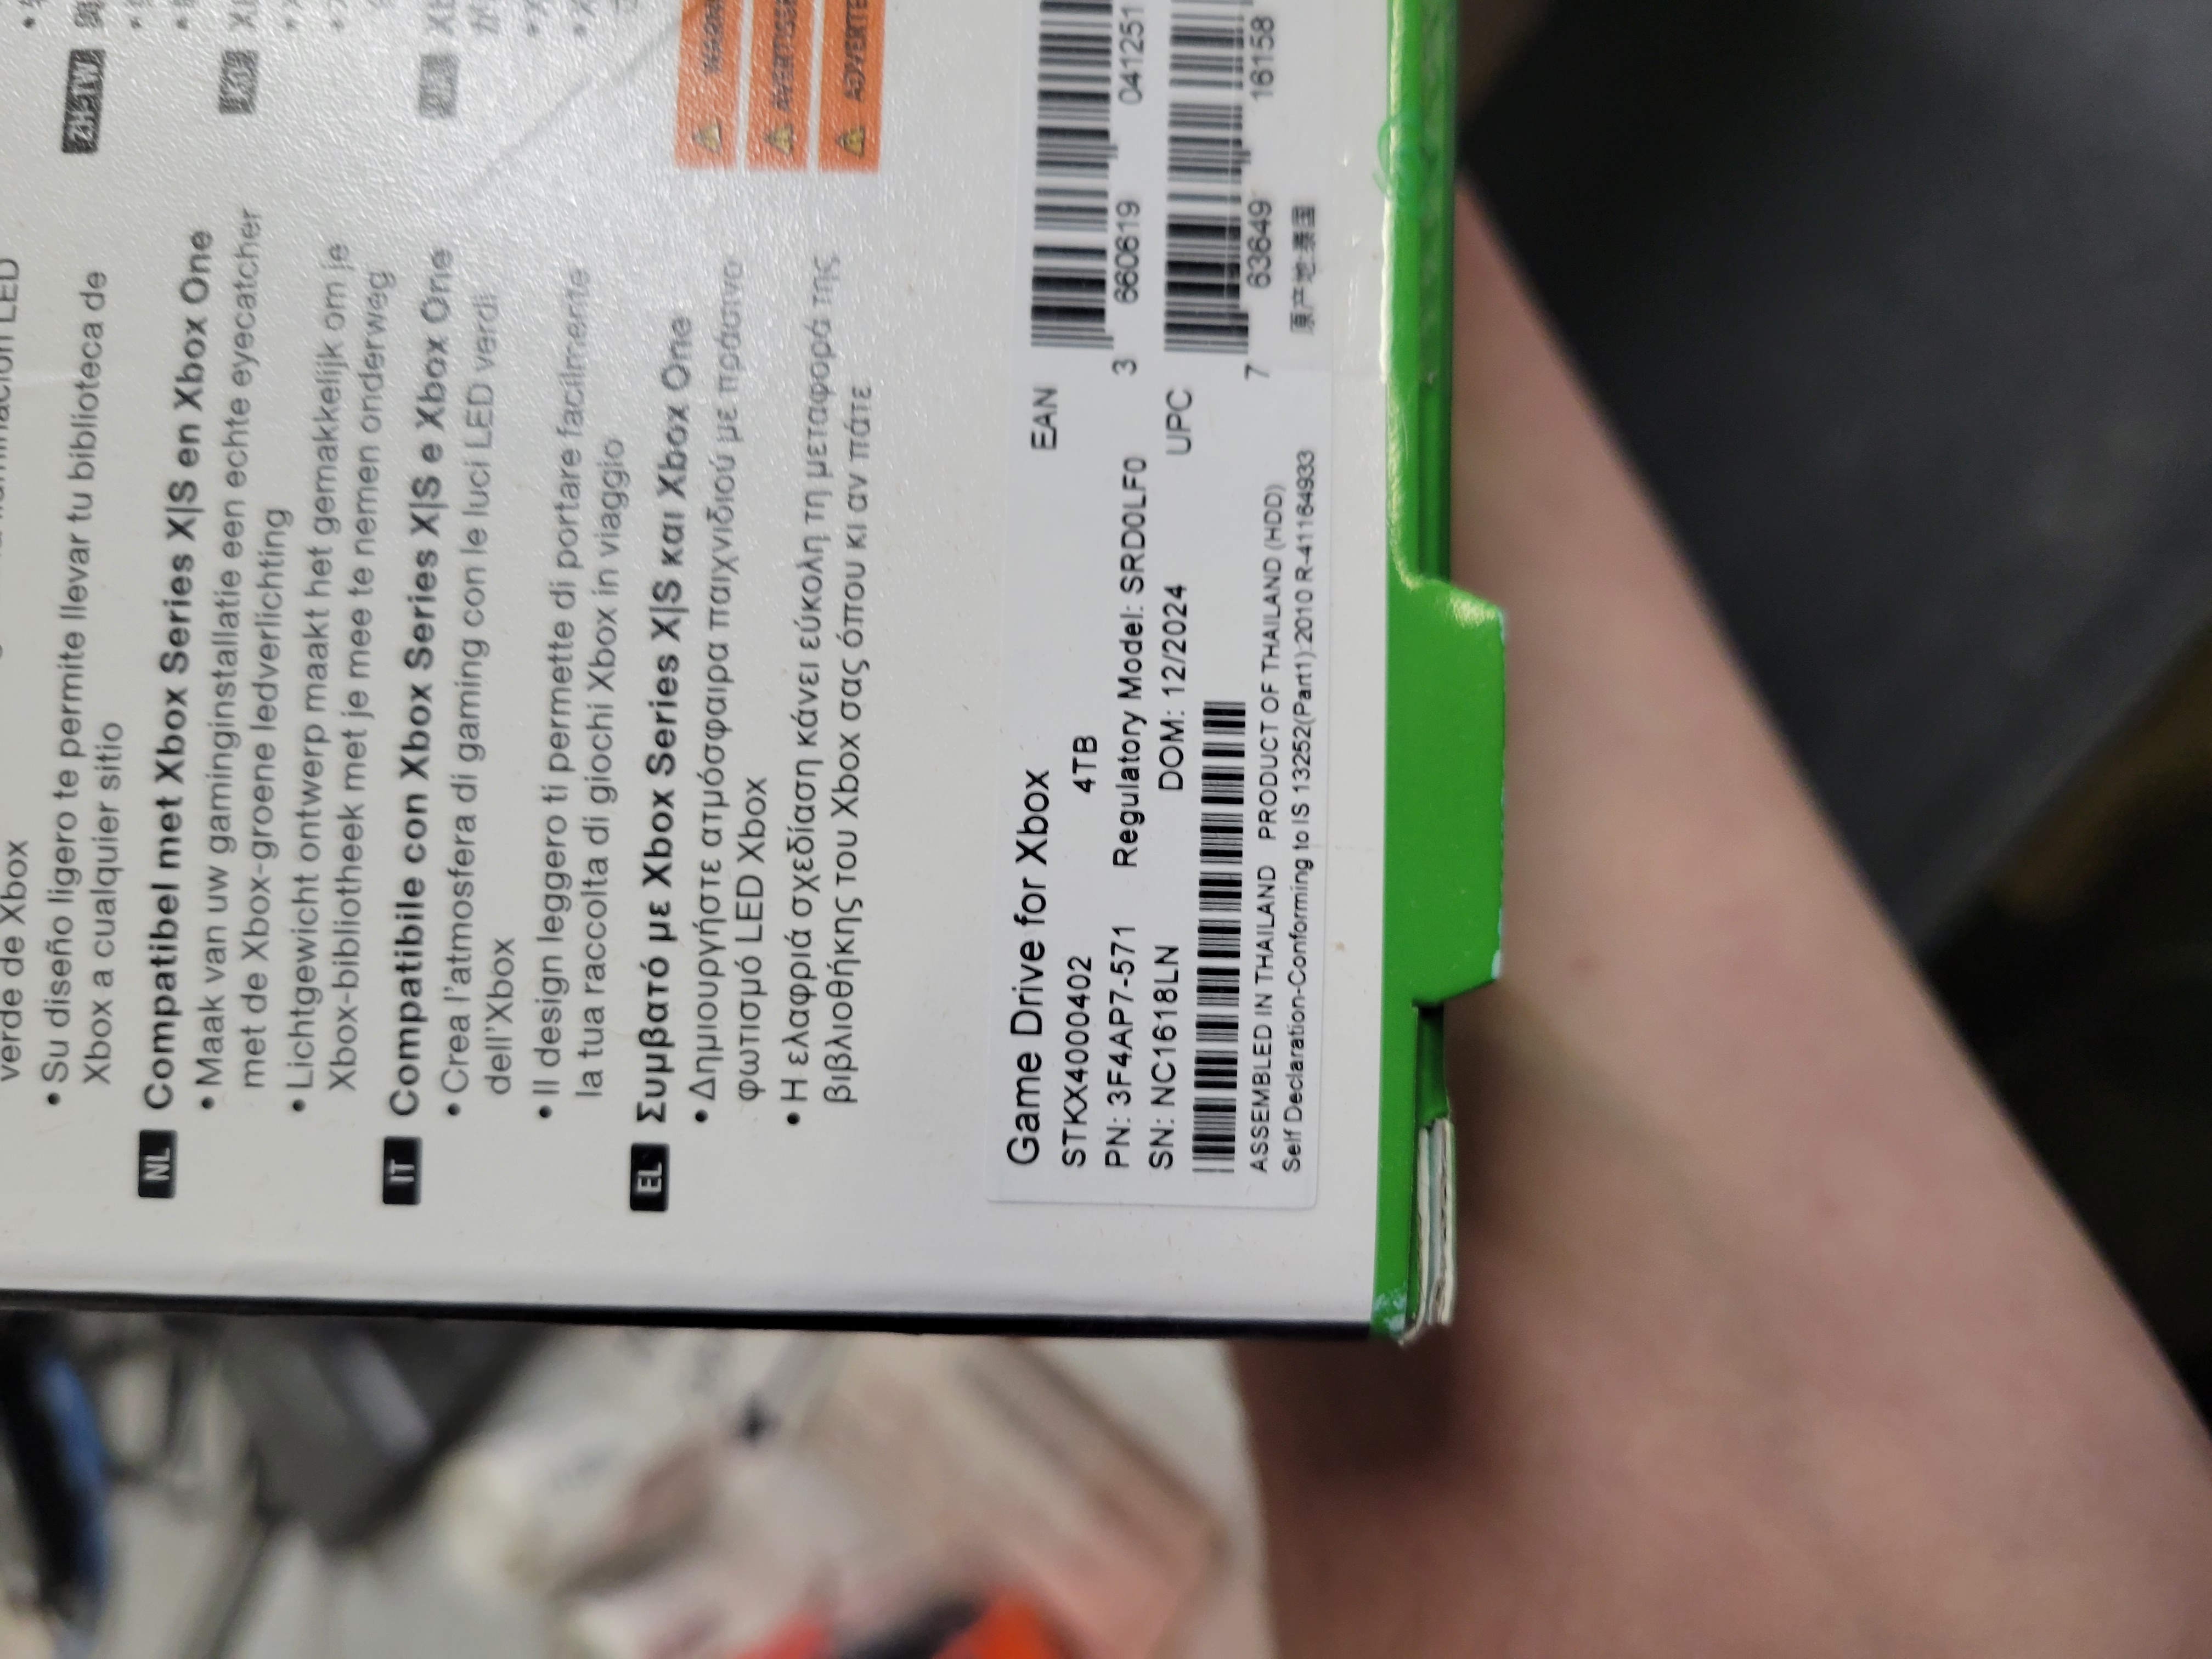 verde de Xbox
• Su diseño ligero te permite llevar tu biblioteca de
Xbox a cualquier sitio
NL Compatibel met Xbox Series X|S en Xbox One
• Maak van uw gaminginstallatie een echte eyecatcher
met de Xbox-groene ledverlichting
• Lichtgewicht ontwerp maakt het gemakkelijk om je
Xbox-bibliotheek met je mee te nemen onderweg
IT Compatibile con Xbox Series X|S e Xbox One
• Crea l'atmosfera di gaming con le luci LED verdi
dell'Xbox
• Il design leggero ti permette di portare facilmente
la tua raccolta di giochi Xbox in viaggio
EL Συμβατό με Xbox Series X|S και Xbox One
• Δημιουργήστε ατμόσφαιρα παιχνιδιού με πράσινο
φωτισμό LED Xbox
• Η ελαφριά σχεδίαση κάνει εύκολη τη μεταφορά της
βιβλιοθήκης του Xbox σας όπου κι αν πάτε
ZH-TW
Game Drive for Xbox
STKX4000402 4TB
PN: 3F4AP7-571 Regulatory Model: SRD0LF0
SN: NC1618LN DOM: 12/2024
ASSEMBLED IN THAILAND PRODUCT OF THAILAND (HDD)
Self Declaration-Conforming to IS 13252(Part1):2010 R-41164933
EAN
3 660619 041251
UPC
7 63649 16158
原产地:泰国